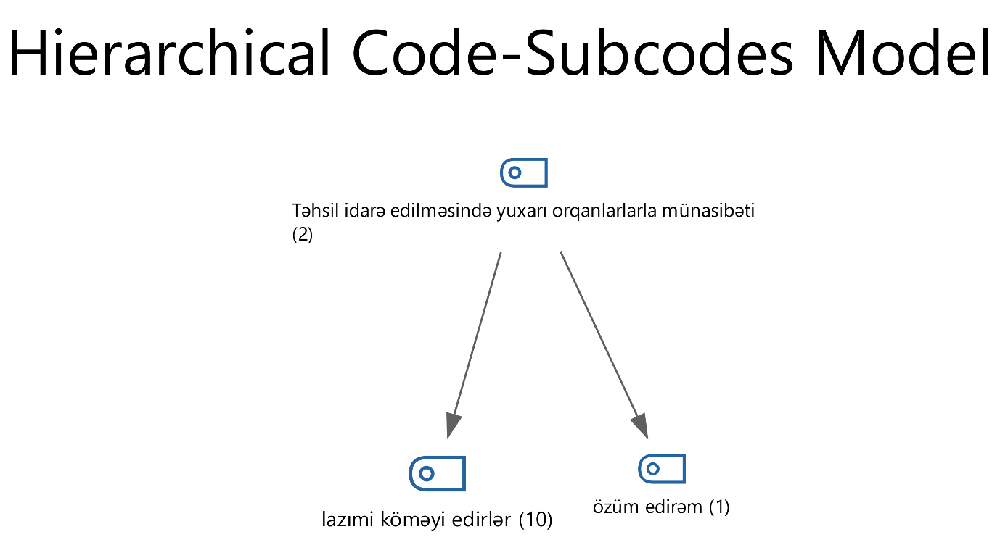 Hierarchical Code-Subcodes Model
Təhsil idarə edilməsində yuxarı orqanlarlarla münasibəti
(2)
lazımi köməyi edirlər (10)
özüm edirəm (1)